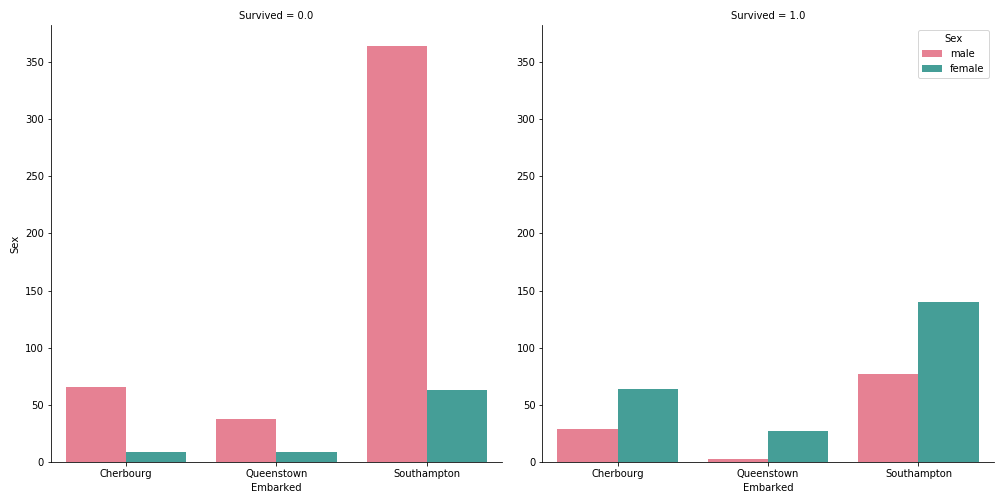 Survived = 0.0
350
300
250
200
150
100
50
0
Sex
Cherbourg Queenstown Southampton
Embarked
Survived = 1.0
Sex
male
female
350
300
250
200
150
100
50
0
Cherbourg Queenstown Southampton
Embarked